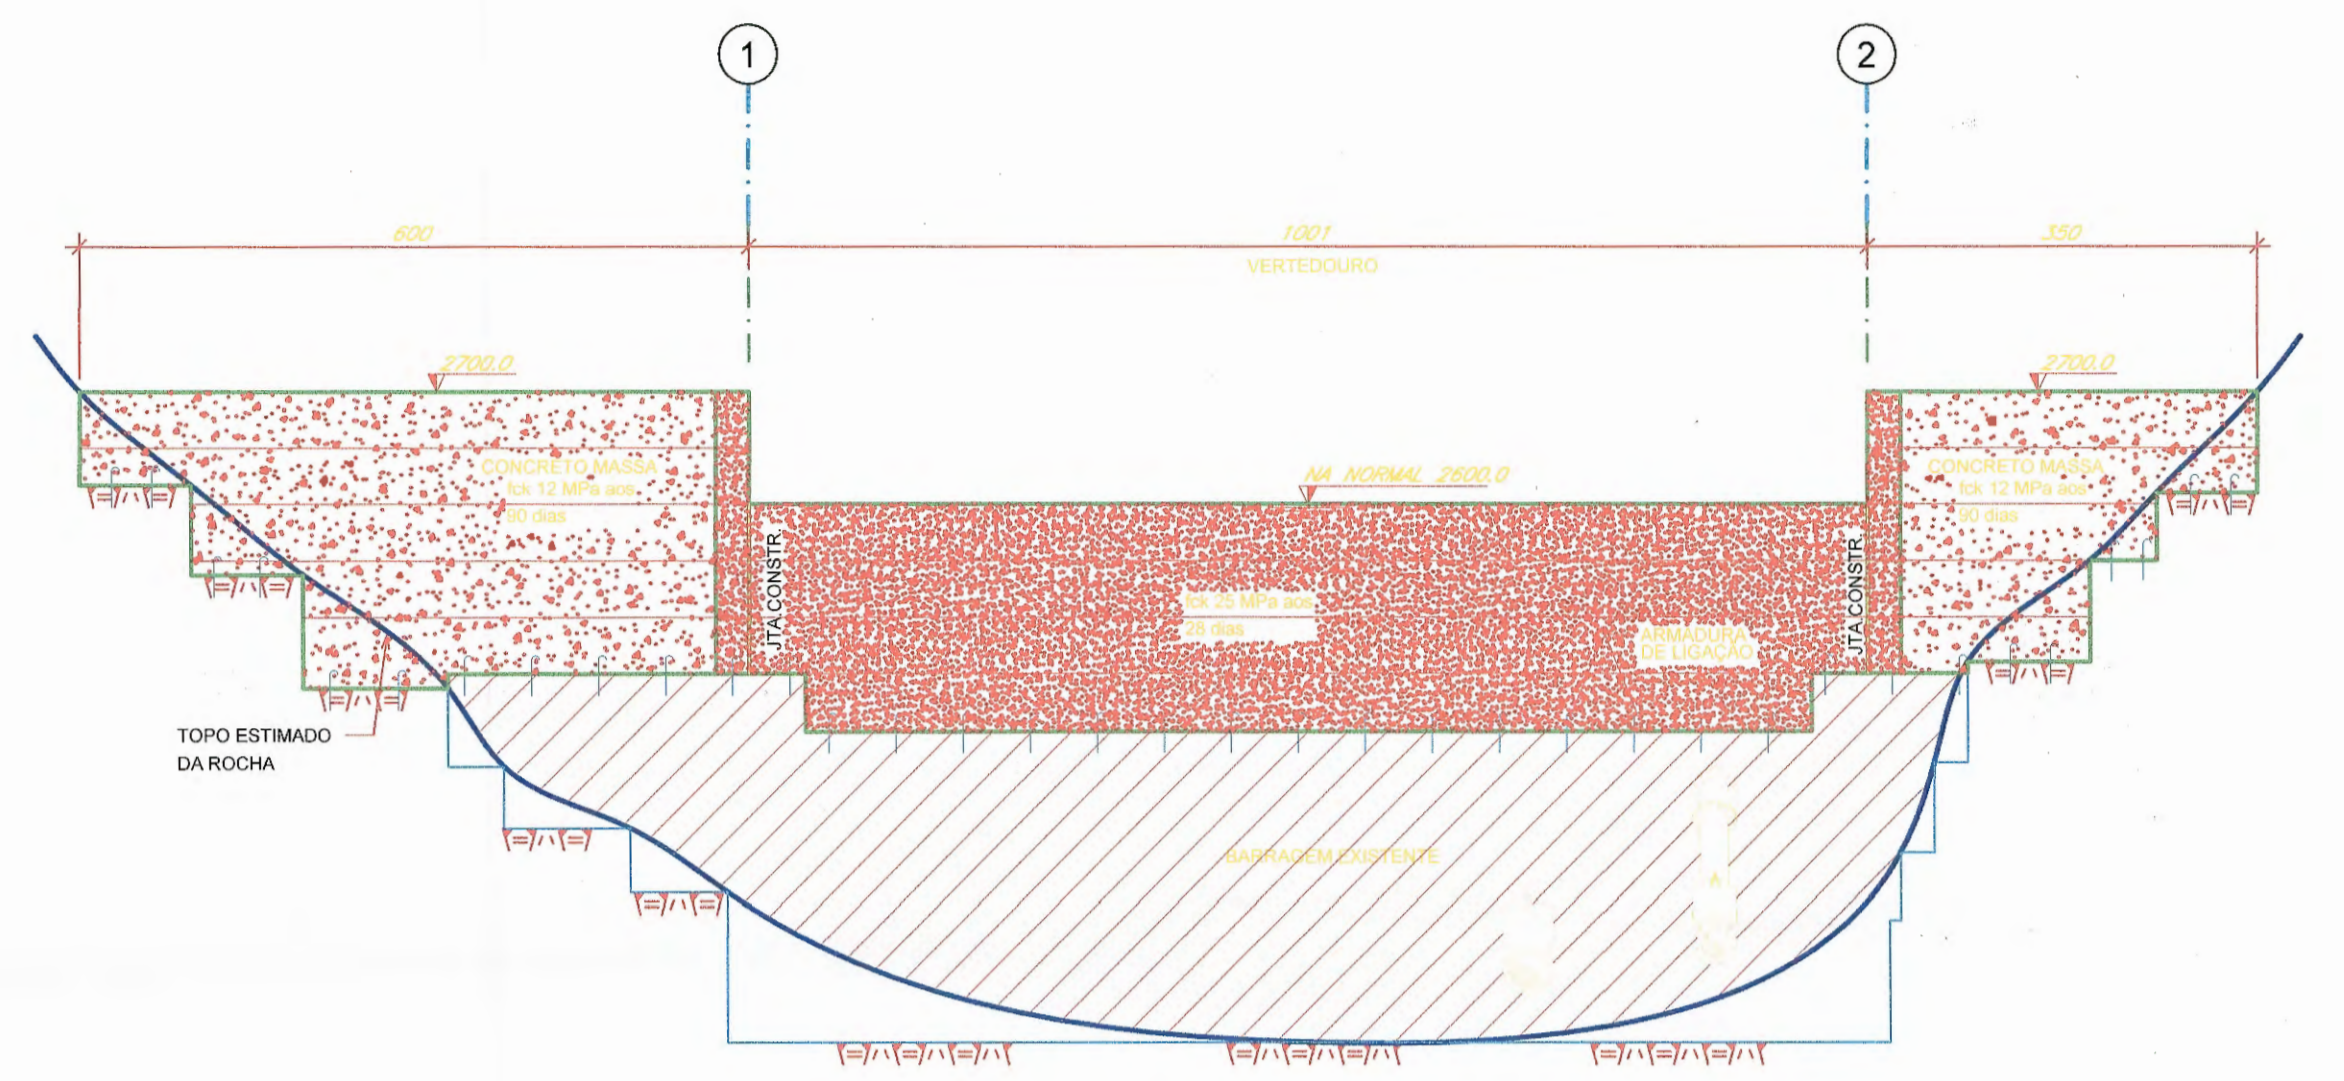 1
2
600
1001
350
VERTEDOURO
2700.0
2700.0
NA NORMAL 2600.0
CONCRETO MASSA
fck 12 MPa aos
90 dias
CONCRETO MASSA
fck 12 MPa aos
90 dias
JTA.CONSTR.
JTA.CONSTR.
fck 25 MPa aos
28 dias
ARMADURA
DE LIGAÇÃO
TOPO ESTIMADO
DA ROCHA
BARRAGEM EXISTENTE